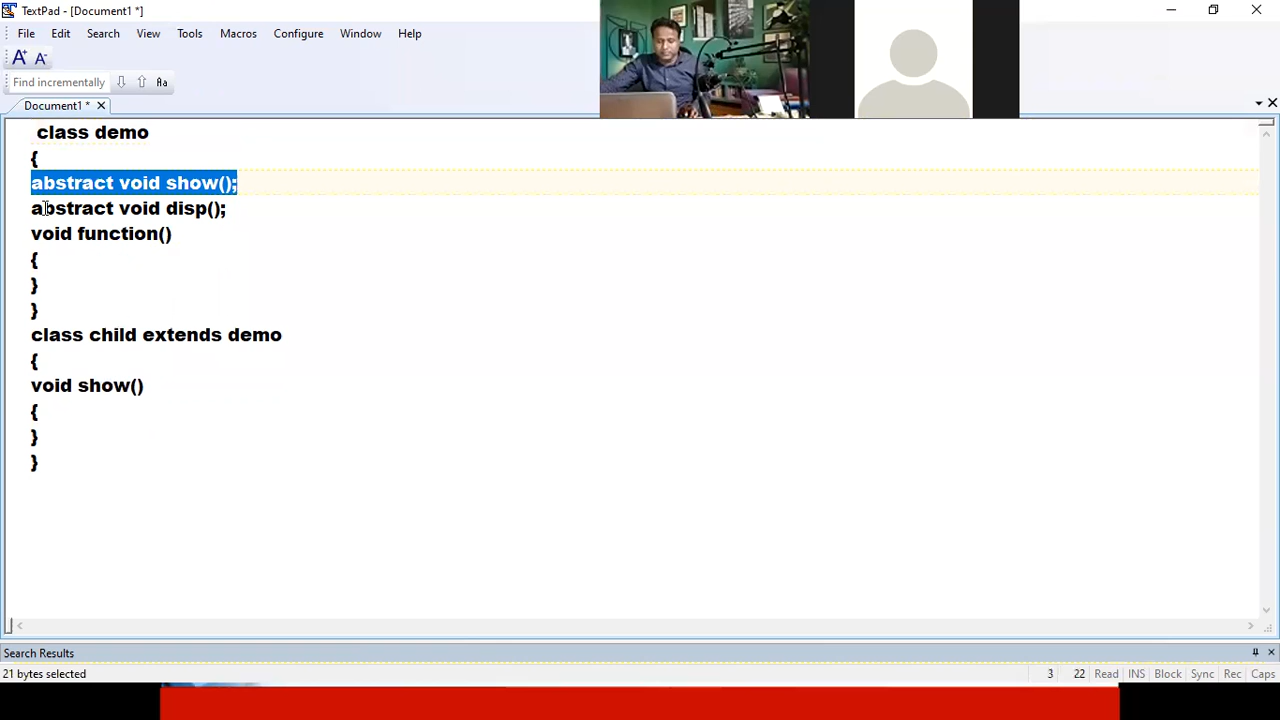 TextPad - [Document1 *]
File Edit Search View Tools Macros Configure Window Help
A+ A-
Find incrementally Aa
Document1 *
class demo
{
abstract void show();
abstract void disp();
void function()
{
}
}
class child extends demo
{
void show()
{
}
}
Search Results
21 bytes selected 3 22 Read INS Block Sync Rec Caps